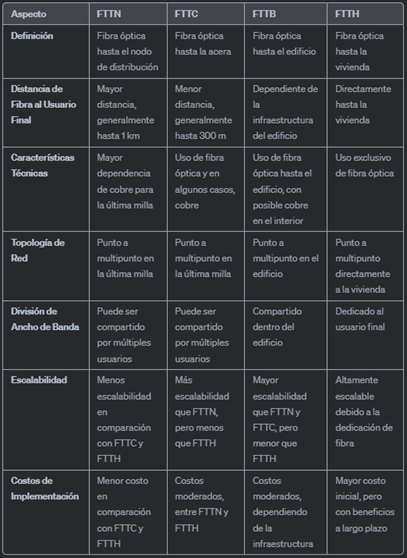 Aspecto FTTN FTTC FTTB FTTH
Definición Fibra óptica Fibra óptica Fibra óptica Fibra óptica
hasta el nodo hasta la acera hasta el edificio hasta la
de distribución vivienda
Distancia de Mayor Menor Dependiente de Directamente
Fibra al Usuario distancia, distancia, la hasta la
Final generalmente generalmente infraestructura vivienda
hasta 1 km hasta 300 m del edificio
Características Mayor Uso de fibra Uso de fibra Uso exclusivo
Técnicas dependencia óptica y en óptica hasta el de fibra óptica
de cobre para algunos casos, edificio, con
la última milla cobre posible cobre
en el interior
Topología de Punto a Punto a Punto a Punto a
Red multipunto en multipunto en multipunto en el multipunto
la última milla la última milla edificio directamente
a la vivienda
División de Puede ser Puede ser Compartido Dedicado al
Ancho de Banda compartido compartido dentro del usuario final
por múltiples por múltiples edificio
usuarios usuarios
Escalabilidad Menos Más Mayor Altamente
escalabilidad escalabilidad escalabilidad escalable
en que FTTN, que FTTN y debido a la
comparación pero menos FTTC, pero dedicación de
con FTTC y que FTTH menor que fibra
FTTH FTTH
Costos de Menor costo Costos Costos Mayor costo
Implementación en moderados, moderados, inicial, pero
comparación entre FTTN y dependiendo con beneficios
con FTTC y FTTH de la a largo plazo
FTTH infraestructura